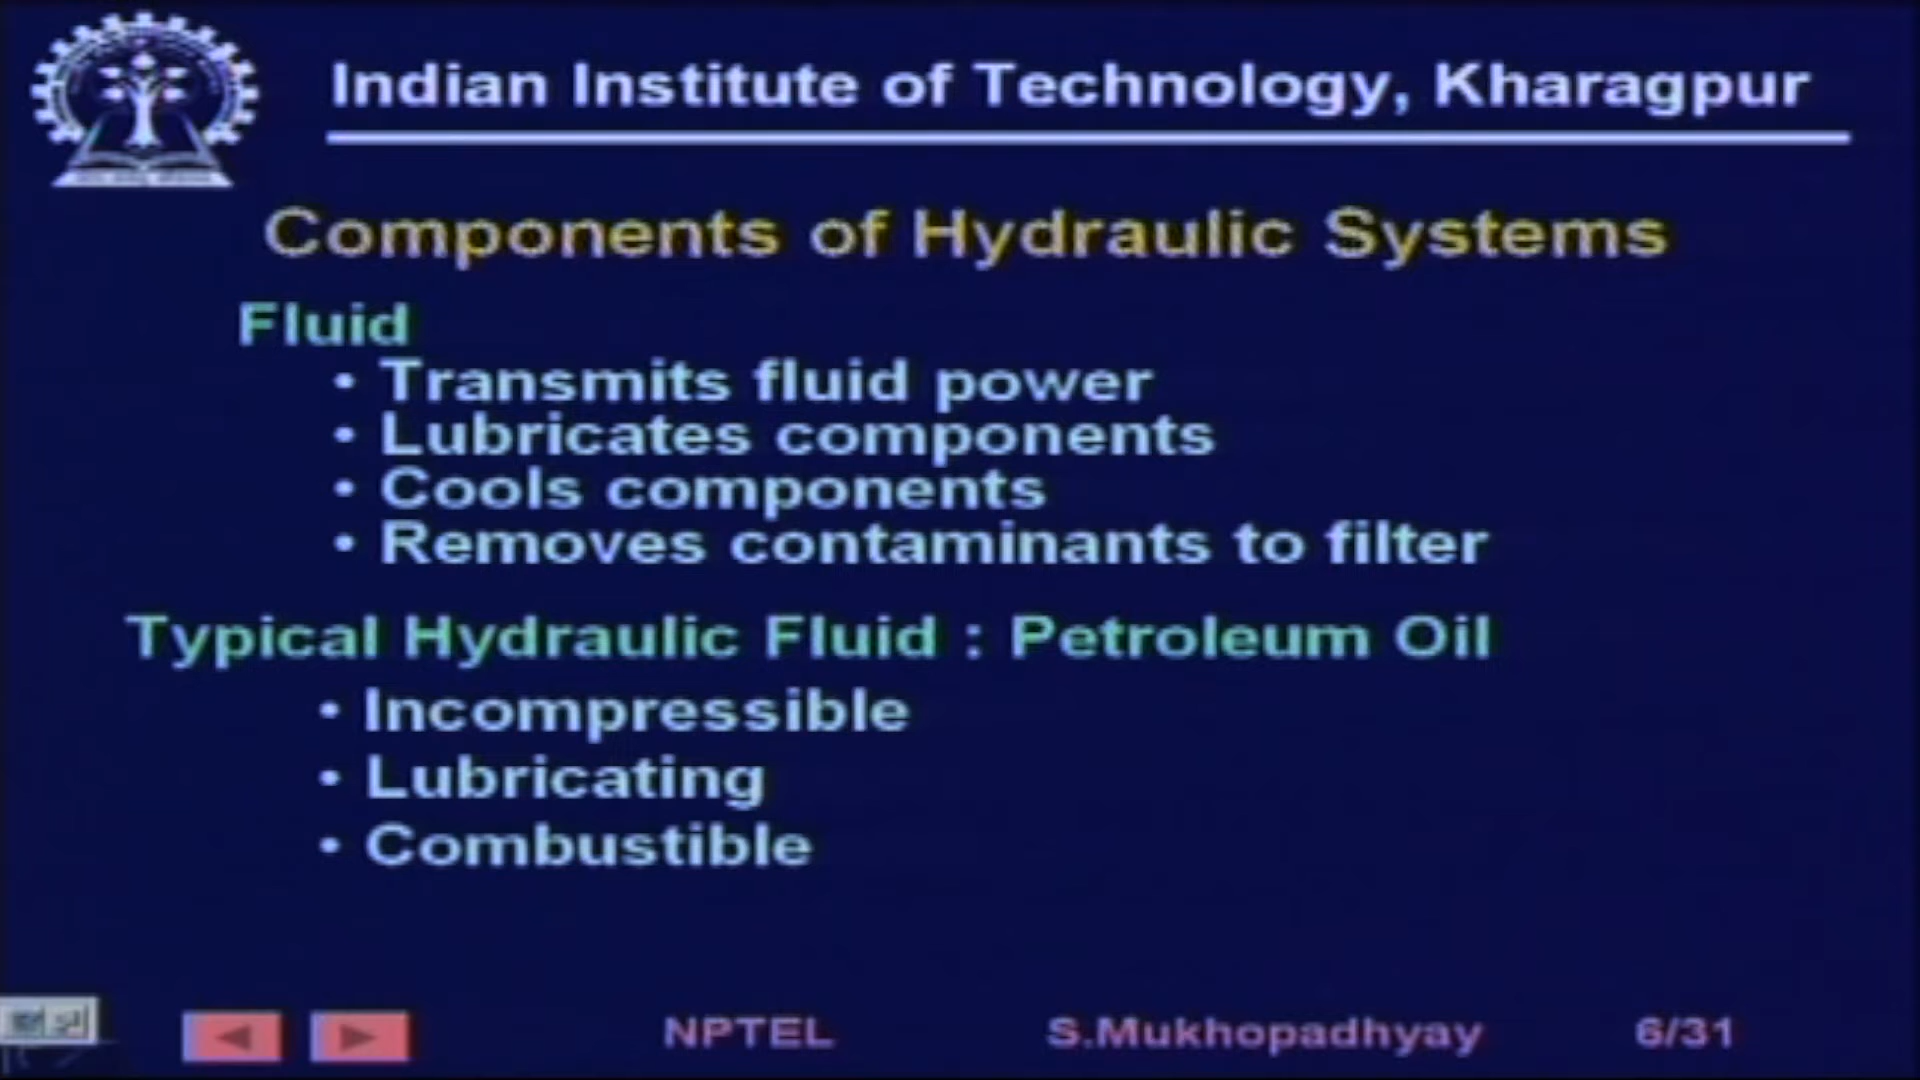 Indian Institute of Technology, Kharagpur
Components of Hydraulic Systems
Fluid
• Transmits fluid power
• Lubricates components
• Cools components
• Removes contaminants to filter
Typical Hydraulic Fluid : Petroleum Oil
• Incompressible
• Lubricating
• Combustible
NPTEL S.Mukhopadhyay 6/31